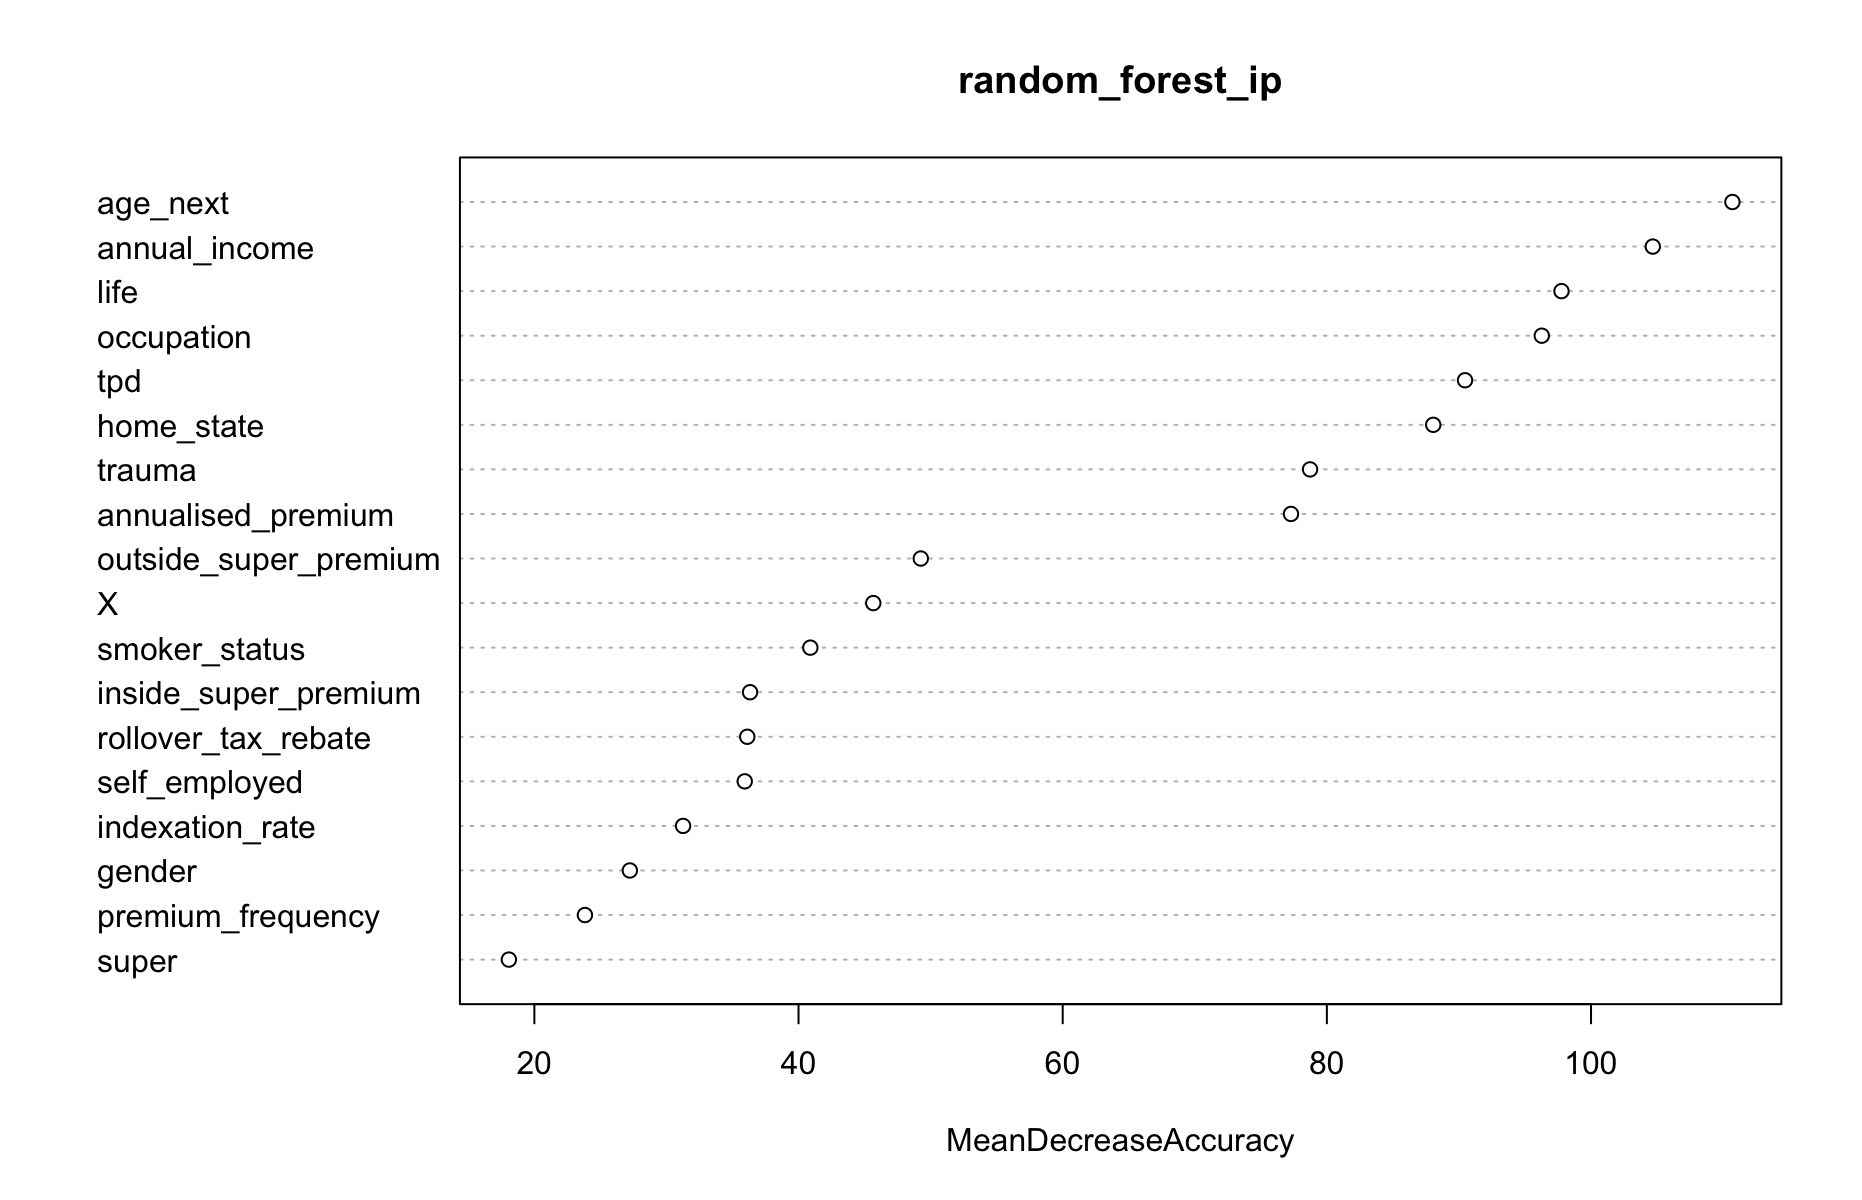 random_forest_ip
age_next
annual_income
life
occupation
tpd
home_state
trauma
annualised_premium
outside_super_premium
X
smoker_status
inside_super_premium
rollover_tax_rebate
self_employed
indexation_rate
gender
premium_frequency
super
20 40 60 80 100
MeanDecreaseAccuracy